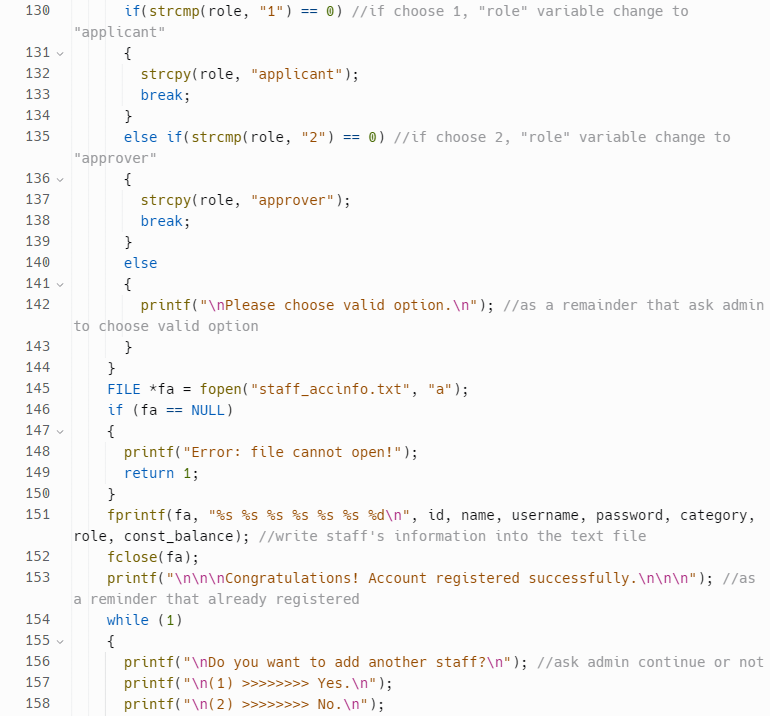 130 if(strcmp(role, "1") == 0) //if choose 1, "role" variable change to
"applicant"
131 {
132 strcpy(role, "applicant");
133 break;
134 }
135 else if(strcmp(role, "2") == 0) //if choose 2, "role" variable change to
"approver"
136 {
137 strcpy(role, "approver");
138 break;
139 }
140 else
141 {
142 printf("\nPlease choose valid option.\n"); //as a remainder that ask admin
to choose valid option
143 }
144 }
145 FILE *fa = fopen("staff_accinfo.txt", "a");
146 if (fa == NULL)
147 {
148 printf("Error: file cannot open!");
149 return 1;
150 }
151 fprintf(fa, "%s %s %s %s %s %s %d\n", id, name, username, password, category,
role, const_balance); //write staff's information into the text file
152 fclose(fa);
153 printf("\n\n\nCongratulations! Account registered successfully.\n\n\n"); //as
a reminder that already registered
154 while (1)
155 {
156 printf("\nDo you want to add another staff?\n"); //ask admin continue or not
157 printf("\n(1) >>>>>>>> Yes.\n");
158 printf("\n(2) >>>>>>>> No.\n");